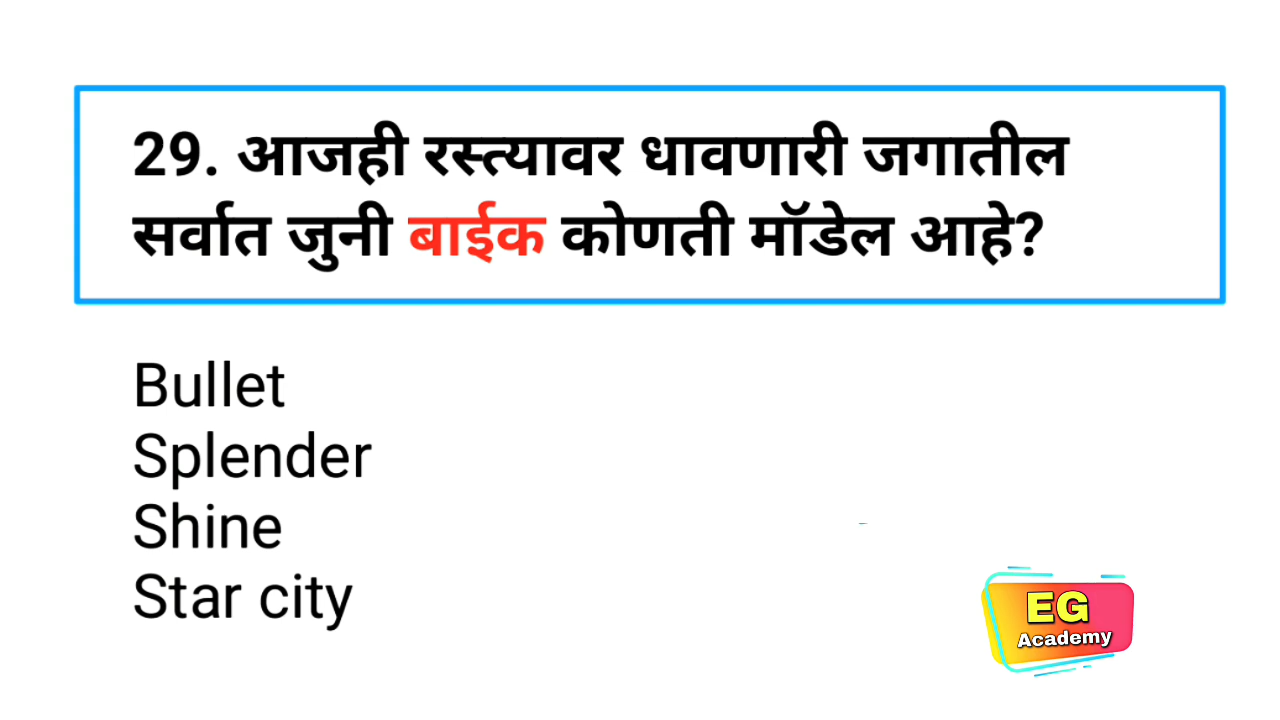 29. आजही रस्त्यावर धावणारी जगातील
सर्वात जुनी बाईक कोणती मॉडेल आहे?
Bullet
Splender
Shine
Star city
EG
Academy